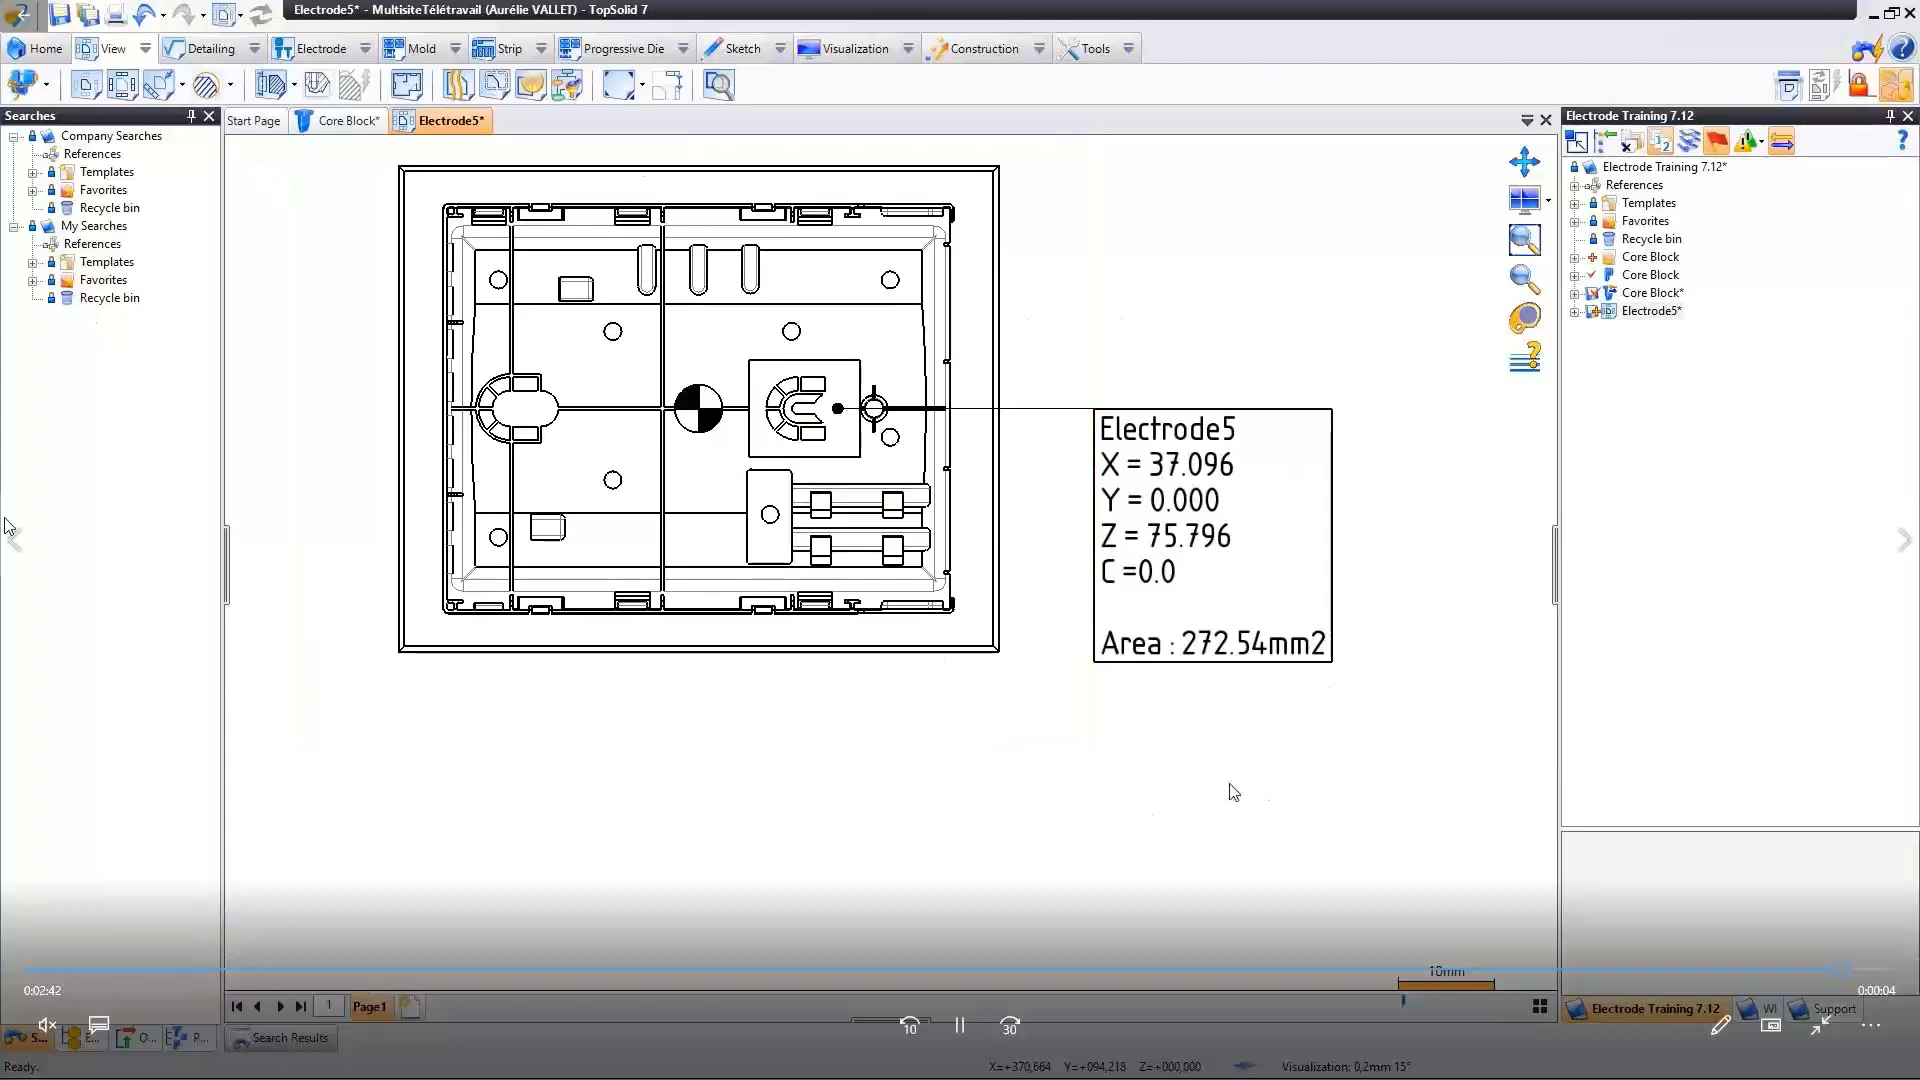 Electrode5* - MultisiteTélétravail (Aurélie VALLET) - TopSolid 7
Home View Detailing Electrode Mold Strip Progressive Die Sketch Visualization Construction Tools
Searches
Company Searches
References
Templates
Favorites
Recycle bin
My Searches
References
Templates
Favorites
Recycle bin
Start Page Core Block* Electrode5*
Electrode5
X = 37.096
Y = 0.000
Z = 75.796
C =0.0
Area : 272.54mm2
10mm
Electrode Training 7.12
Electrode Training 7.12*
References
Templates
Favorites
Recycle bin
Core Block
Core Block
Core Block*
Electrode5*
0:02:42
0:00:04
1 Page1
Electrode Training 7.12 WI Support
10 30
S... E... O... P... Search Results
Ready.
X=+370,664 Y=+094,218 Z=+000,000 Visualization: 0,2mm 15°